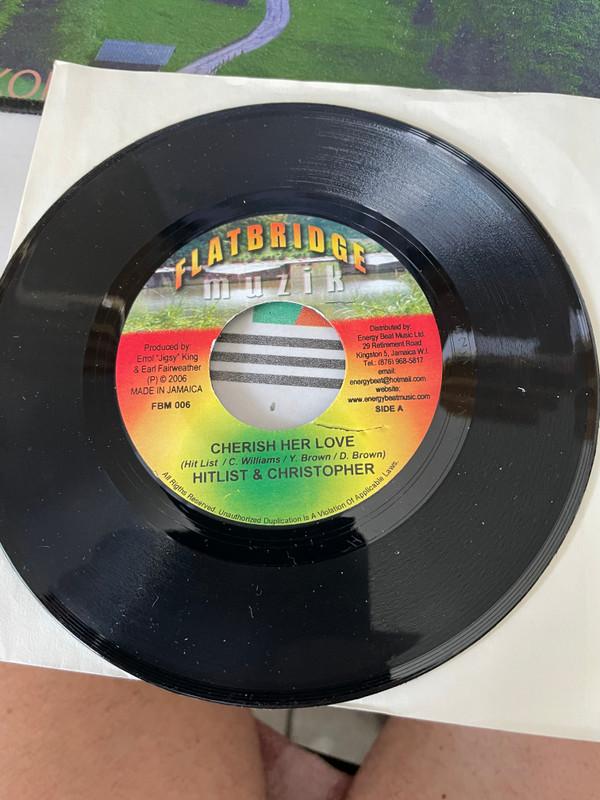 FLATBRIDGE
muzik
Produced by:
Errol "Jigsy" King
& Earl Fairweather
(P) © 2006
MADE IN JAMAICA
FBM 006
Distributed by:
Energy Beat Music Ltd.
29 Retirement Road
Kingston 5, Jamaica W.I.
Tel.: (876) 968-5817
email:
energybeat@hotmail.com
website:
www.energybeatmusic.com
SIDE A
CHERISH HER LOVE
(Hit List / C. Williams / Y. Brown / D. Brown)
HITLIST & CHRISTOPHER
All Rigths Reserved. Unauthorized Duplication Is A Violation Of Applicable Laws.